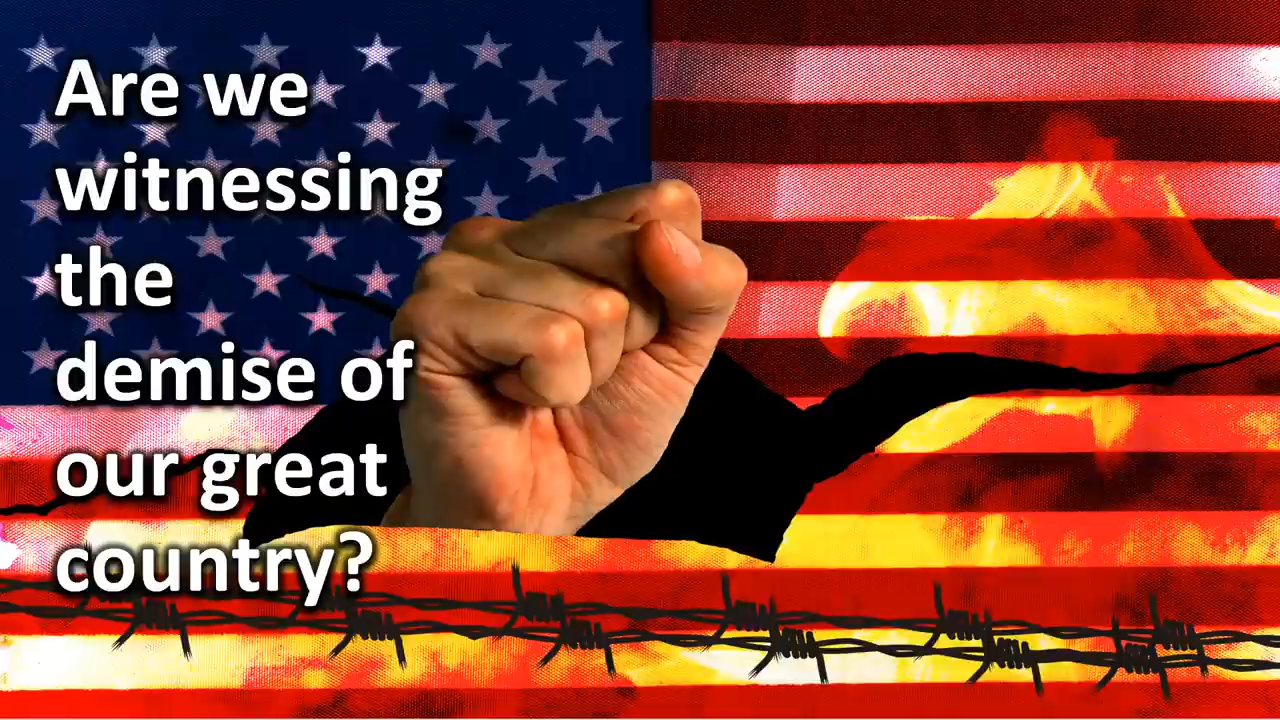 Are we
witnessing
the
demise of
our great
country?